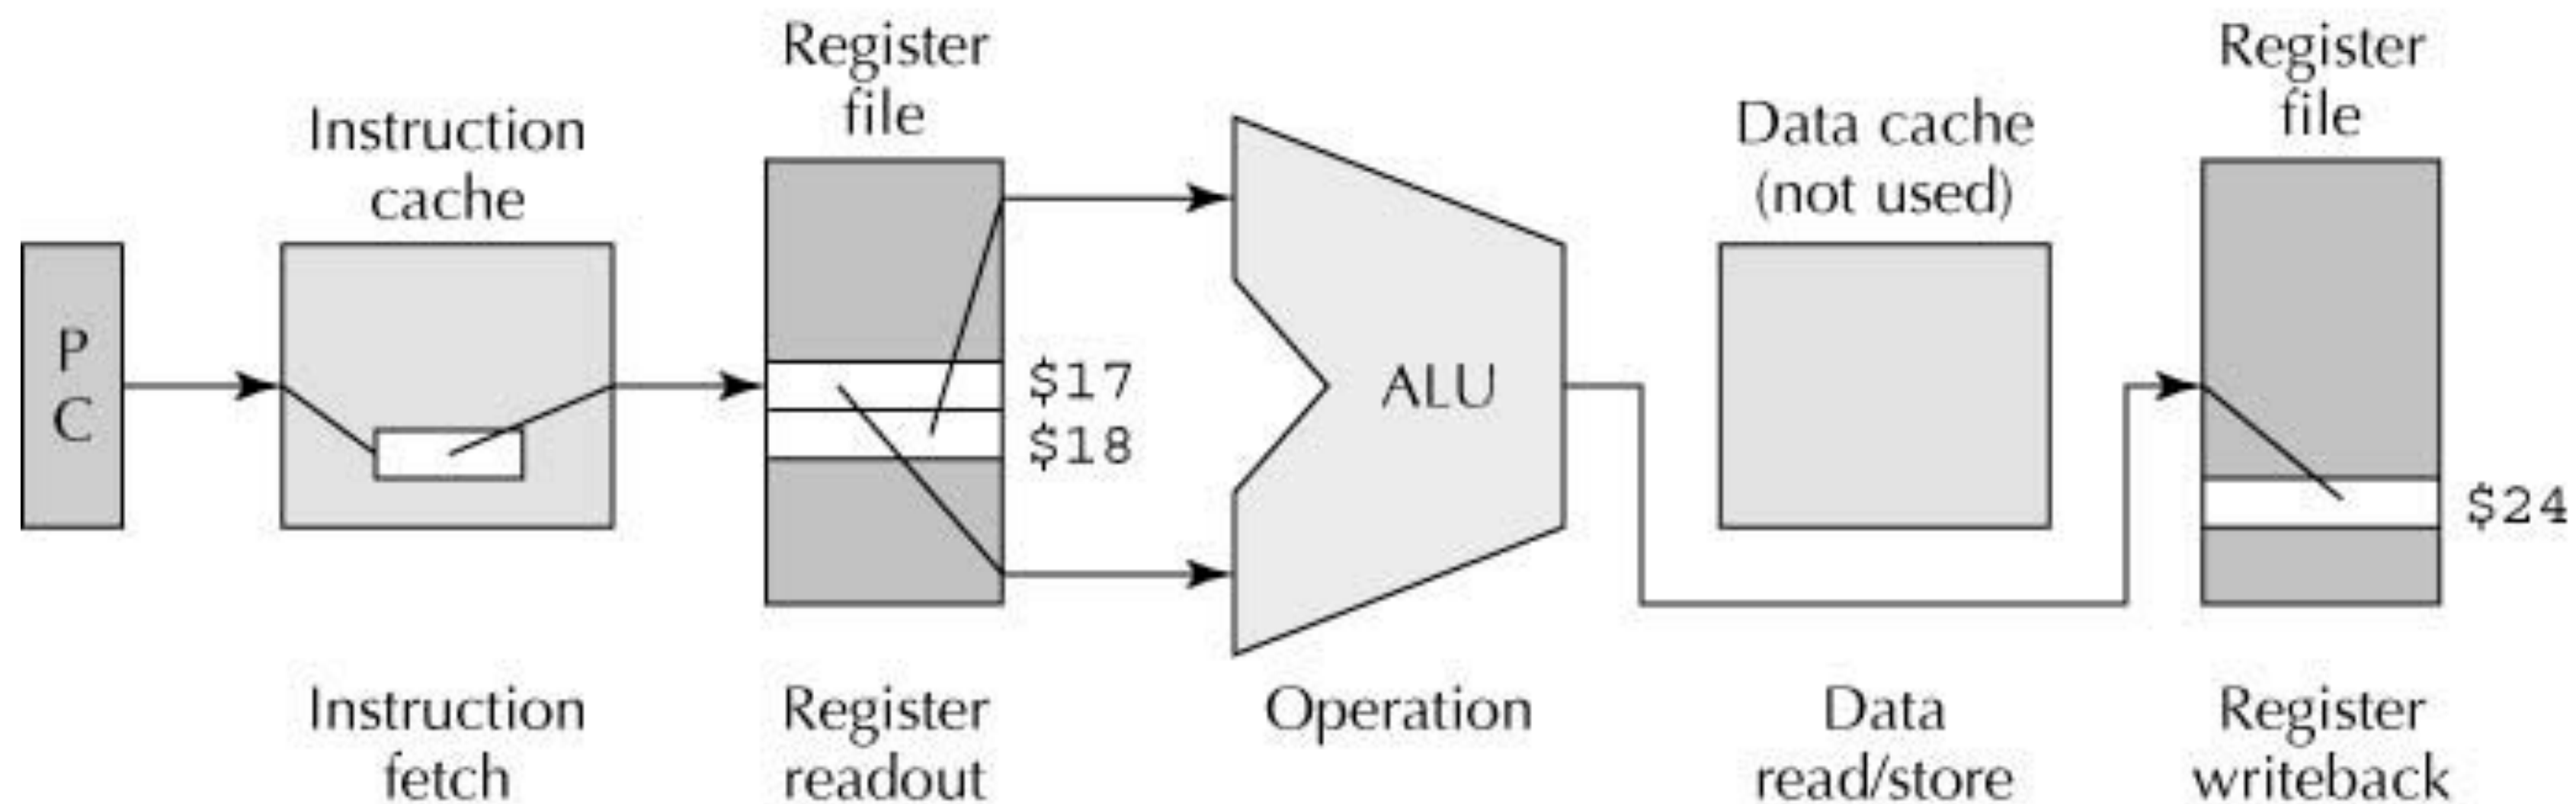 Register
file
Instruction
cache
Data cache
(not used)
Register
file
P
C
$17
$18
ALU
$24
Instruction
fetch
Register
readout
Operation
Data
read/store
Register
writeback